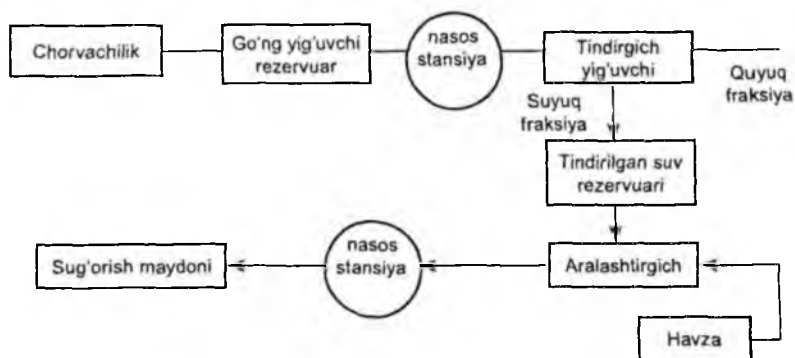 Chorvachilik
Go'ng yig'uvchi
rezervuar
nasos
stansiya
Tindirgich
yig'uvchi
Quyuq
fraksiya
Suyuq
fraksiya
Tindirilgan suv
rezervuari
Sug'orish maydoni
nasos
stansiya
Aralashtirgich
Havza